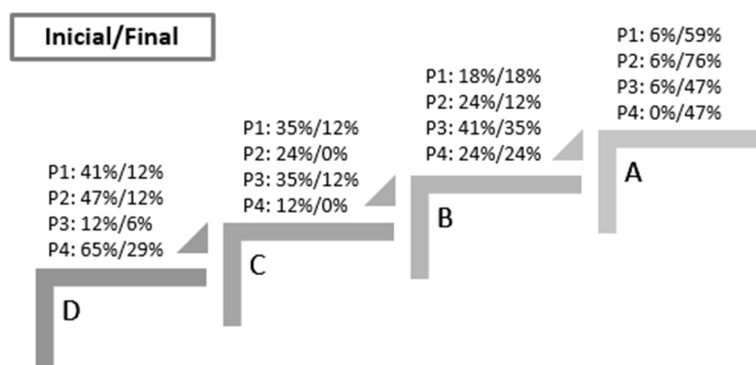 Inicial/Final
P1: 41%/12%
P2: 47%/12%
P3: 12%/6%
P4: 65%/29%
D
P1: 35%/12%
P2: 24%/0%
P3: 35%/12%
P4: 12%/0%
C
P1: 18%/18%
P2: 24%/12%
P3: 41%/35%
P4: 24%/24%
B
P1: 6%/59%
P2: 6%/76%
P3: 6%/47%
P4: 0%/47%
A